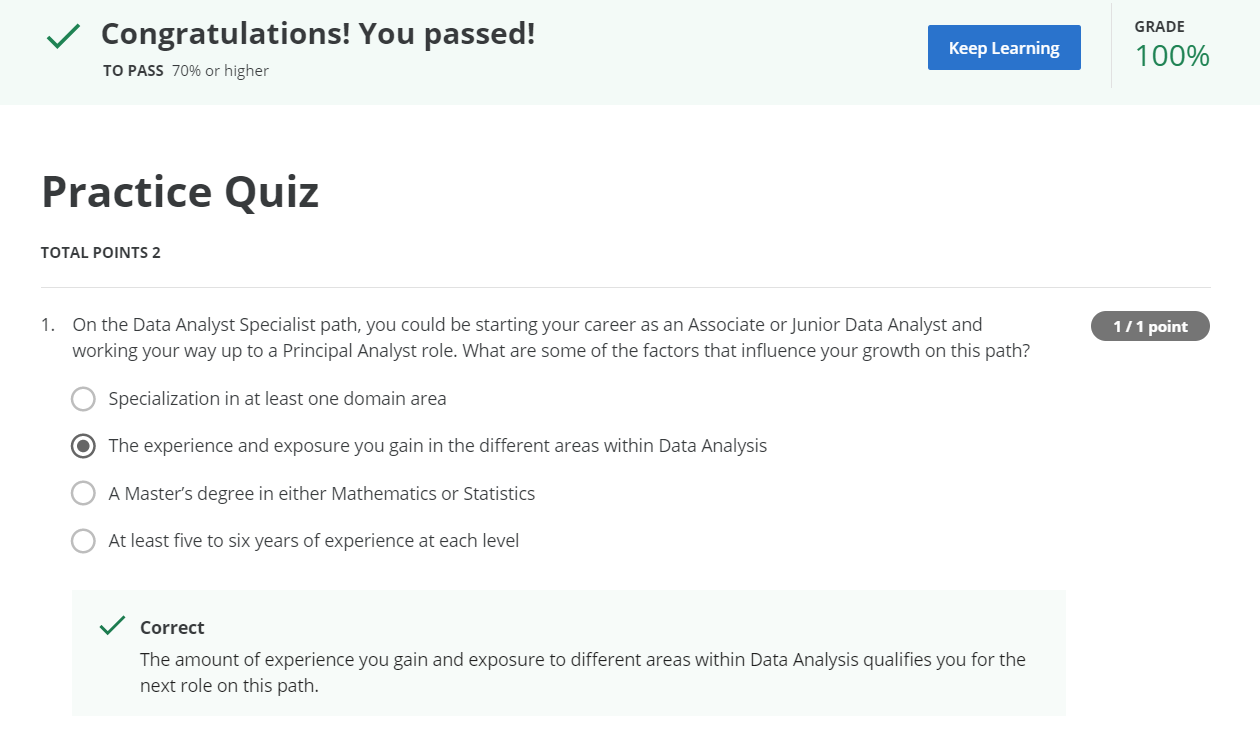 Congratulations! You passed!
TO PASS 70% or higher
Keep Learning
GRADE
100%
Practice Quiz
TOTAL POINTS 2
1. On the Data Analyst Specialist path, you could be starting your career as an Associate or Junior Data Analyst and
working your way up to a Principal Analyst role. What are some of the factors that influence your growth on this path?
1 / 1 point
Specialization in at least one domain area
The experience and exposure you gain in the different areas within Data Analysis
A Master’s degree in either Mathematics or Statistics
At least five to six years of experience at each level
Correct
The amount of experience you gain and exposure to different areas within Data Analysis qualifies you for the
next role on this path.